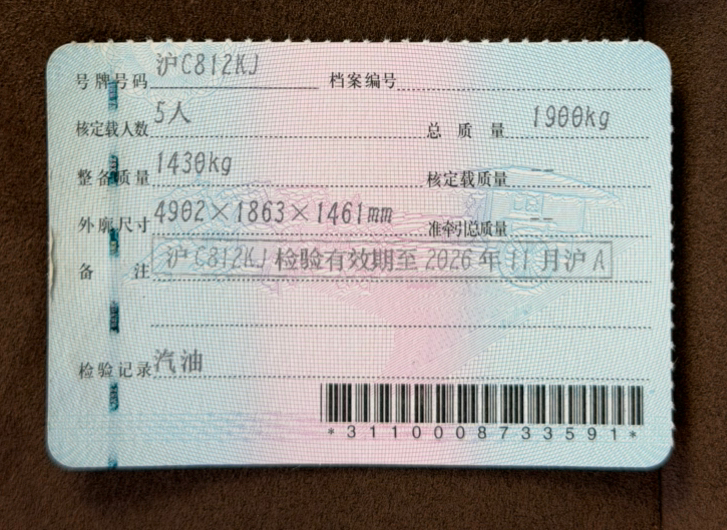 号牌号码 沪C812KJ 档案编号
核定载人数 5人 总质量 1900kg
整备质量 1430kg 核定载质量 --
外廓尺寸 4902×1863×1461mm 准牵引总质量 --
备注 沪C812KJ 检验有效期至 2026 年 11 月沪 A
检验记录 汽油
*3110008733591*